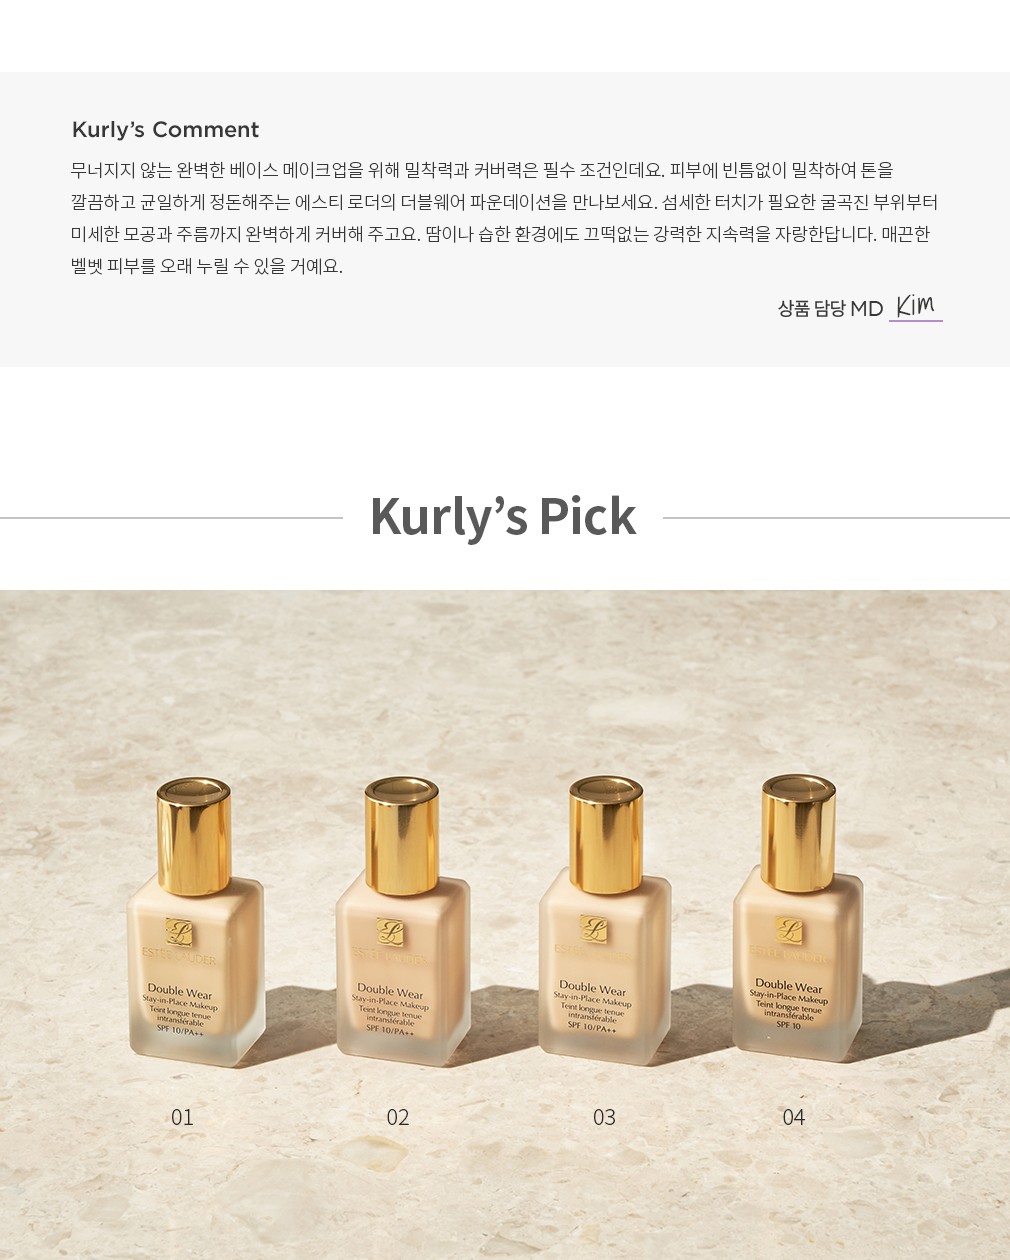 Kurly’s Comment
무너지지 않는 완벽한 베이스 메이크업을 위해 밀착력과 커버력은 필수 조건인데요. 피부에 빈틈없이 밀착하여 톤을
깔끔하고 균일하게 정돈해주는 에스티 로더의 더블웨어 파운데이션을 만나보세요. 섬세한 터치가 필요한 굴곡진 부위부터
미세한 모공과 주름까지 완벽하게 커버해 주고요. 땀이나 습한 환경에도 끄떡없는 강력한 지속력을 자랑한답니다. 매끈한
벨벳 피부를 오래 누릴 수 있을 거예요.
상품 담당 MD Kim
Kurly’s Pick
ESTĒE LAUDER
Double Wear
Stay-in-Place Makeup
Teint longue tenue
intransférable
SPF 10/PA++
01
ESTĒE LAUDER
Double Wear
Stay-in-Place Makeup
Teint longue tenue
intransférable
SPF 10/PA++
02
ESTĒE LAUDER
Double Wear
Stay-in-Place Makeup
Teint longue tenue
intransférable
SPF 10/PA++
03
ESTĒE LAUDER
Double Wear
Stay-in-Place Makeup
Teint longue tenue
intransférable
SPF 10
04